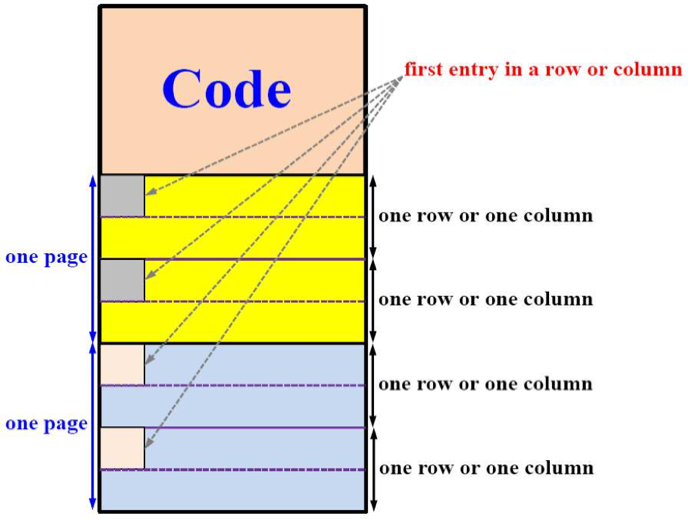 Code
first entry in a row or column
one row or one column
one page
one row or one column
one row or one column
one page
one row or one column